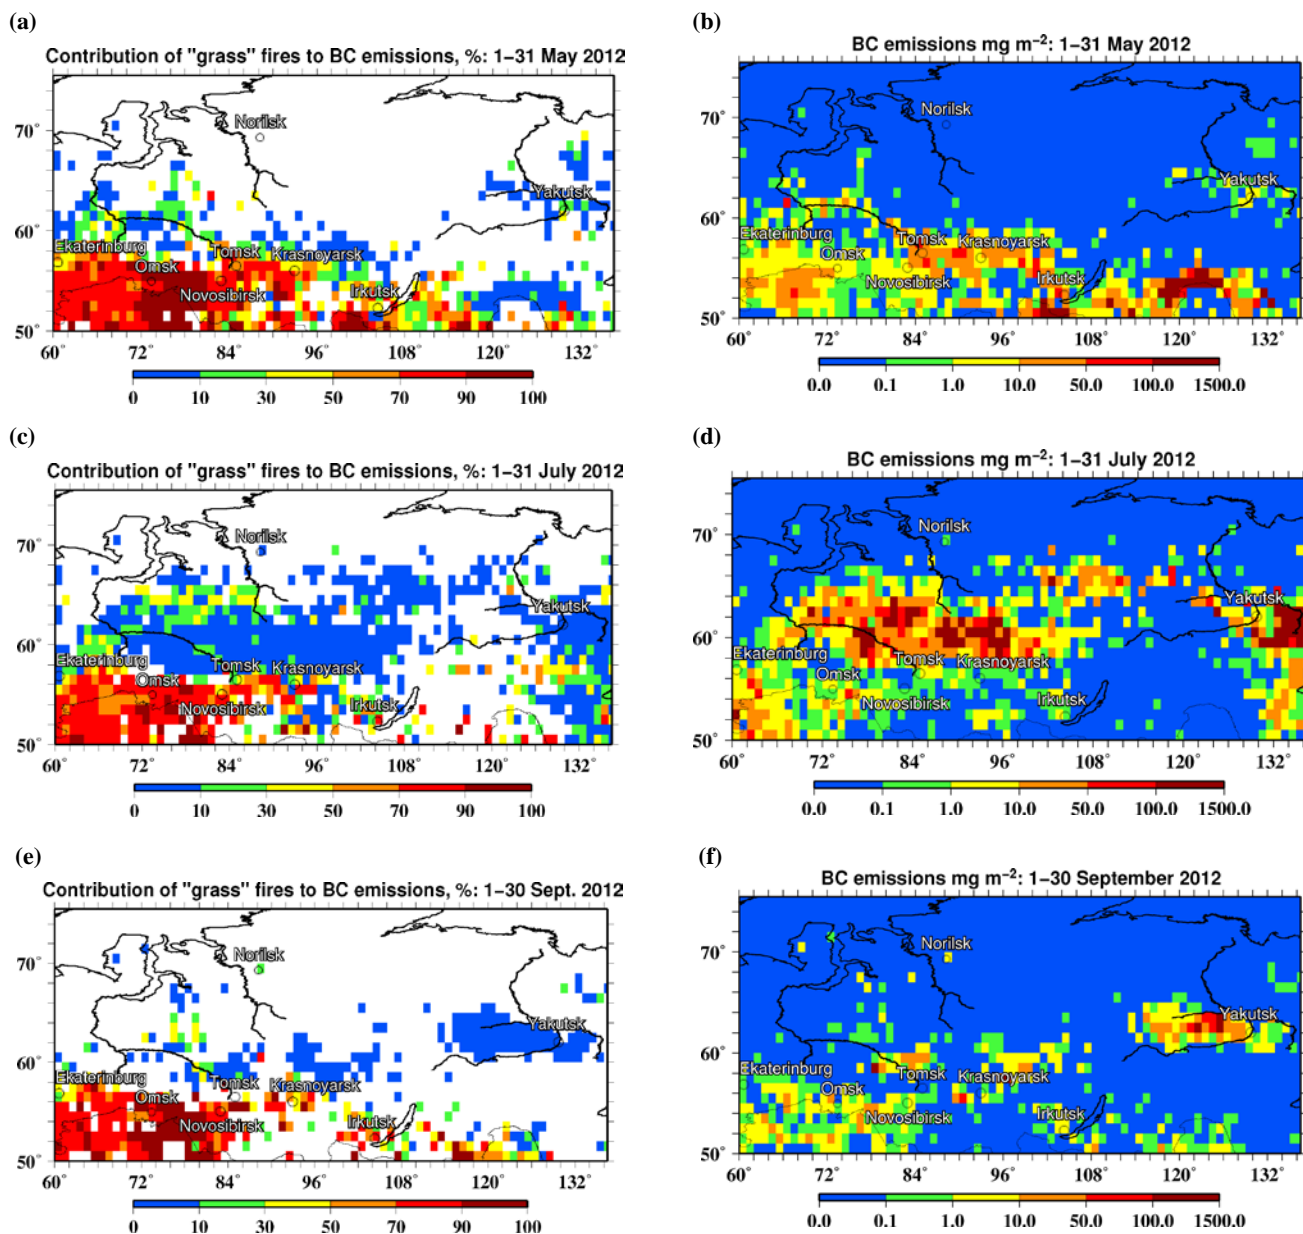 (a)
(b)
Contribution of "grass" fires to BC emissions, %: 1−31 May 2012
BC emissions mg m−2: 1−31 May 2012
70°
60°
50°
Norilsk
Yakutsk
Ekaterinburg
Omsk
Tomsk
Krasnoyarsk
Novosibirsk
Irkutsk
60° 72° 84° 96° 108° 120° 132°
0 10 30 50 70 90 100
70°
60°
50°
Norilsk
Yakutsk
Ekaterinburg
Omsk
Tomsk
Krasnoyarsk
Novosibirsk
Irkutsk
60° 72° 84° 96° 108° 120° 132°
0.0 0.1 1.0 10.0 50.0 100.0 1500.0
(c)
(d)
Contribution of "grass" fires to BC emissions, %: 1−31 July 2012
BC emissions mg m−2: 1−31 July 2012
70°
60°
50°
Norilsk
Yakutsk
Ekaterinburg
Omsk
Tomsk
Krasnoyarsk
Novosibirsk
Irkutsk
60° 72° 84° 96° 108° 120° 132°
0 10 30 50 70 90 100
70°
60°
50°
Norilsk
Yakutsk
Ekaterinburg
Omsk
Tomsk
Krasnoyarsk
Novosibirsk
Irkutsk
60° 72° 84° 96° 108° 120° 132°
0.0 0.1 1.0 10.0 50.0 100.0 1500.0
(e)
(f)
Contribution of "grass" fires to BC emissions, %: 1−30 Sept. 2012
BC emissions mg m−2: 1−30 September 2012
70°
60°
50°
Norilsk
Yakutsk
Ekaterinburg
Omsk
Tomsk
Krasnoyarsk
Novosibirsk
Irkutsk
60° 72° 84° 96° 108° 120° 132°
0 10 30 50 70 90 100
70°
60°
50°
Norilsk
Yakutsk
Ekaterinburg
Omsk
Tomsk
Krasnoyarsk
Novosibirsk
Irkutsk
60° 72° 84° 96° 108° 120° 132°
0.0 0.1 1.0 10.0 50.0 100.0 1500.0